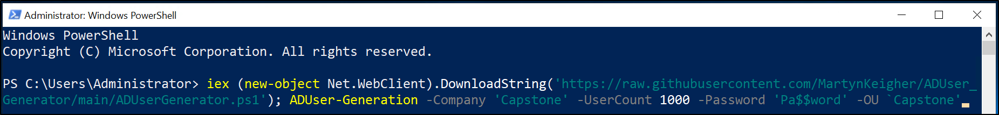 Administrator: Windows PowerShell
Windows PowerShell
Copyright (C) Microsoft Corporation. All rights reserved.
PS C:\Users\Administrator> iex (new-object Net.WebClient).DownloadString('https://raw.githubusercontent.com/MartynKeigher/ADUser_
Generator/main/ADUserGenerator.ps1'); ADUser-Generation -Company 'Capstone' -UserCount 1000 -Password 'Pa$$word' -OU `Capstone'